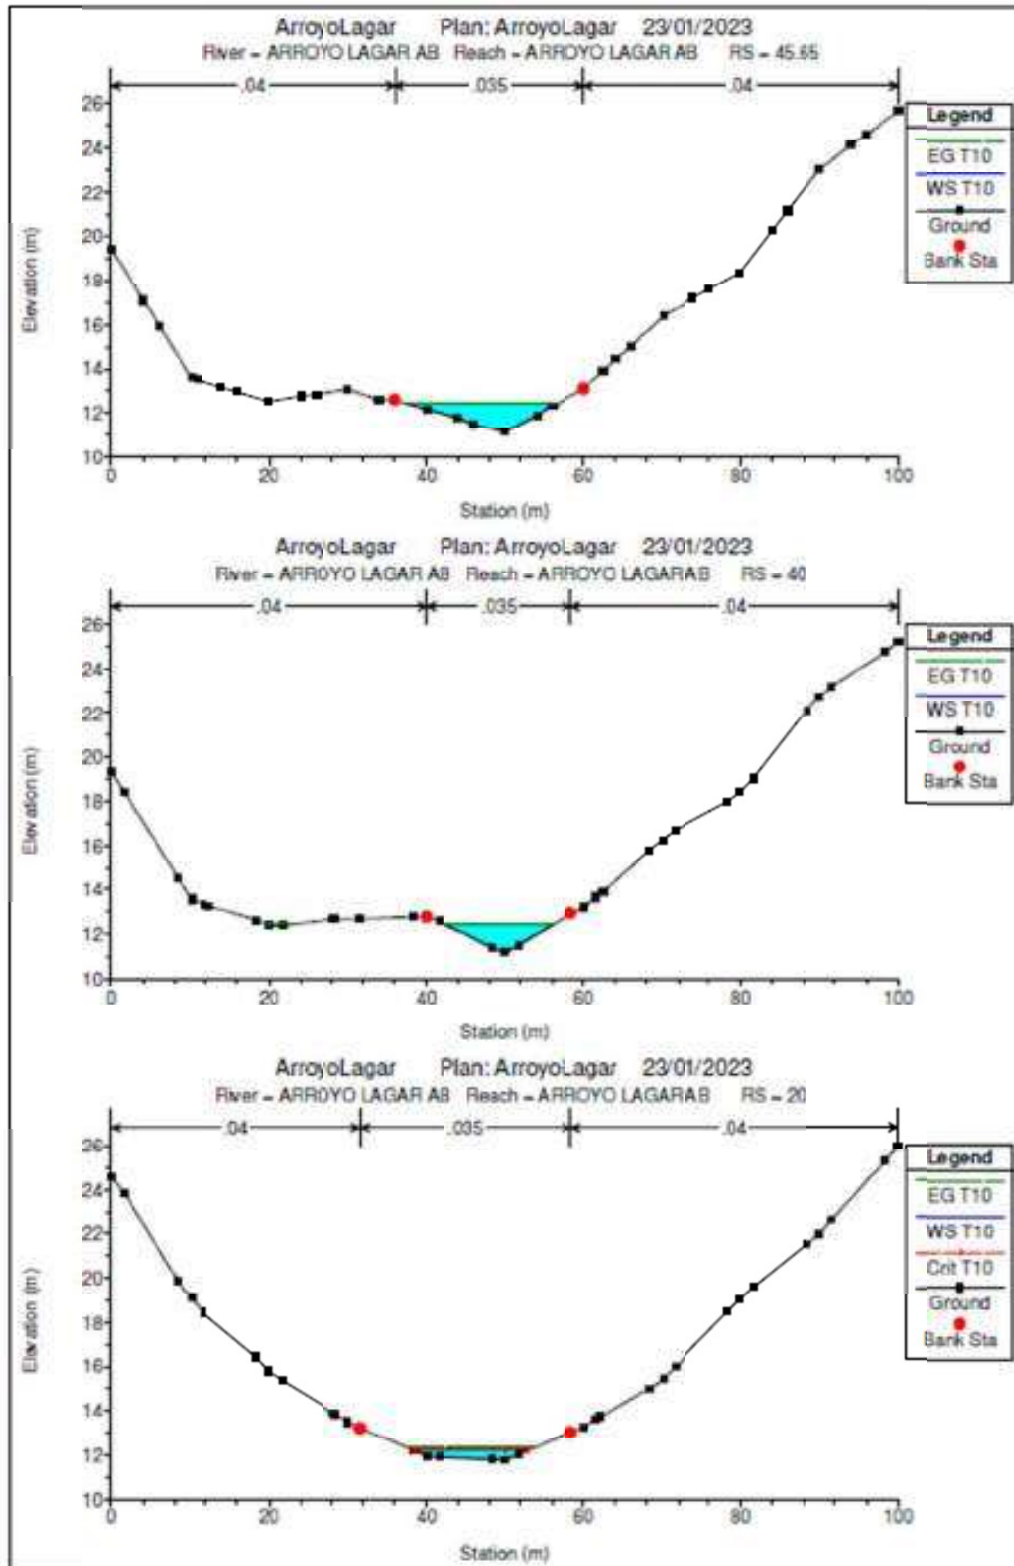 ArroyoLagar Plan: ArroyoLagar 23/01/2023
River = ARROYO LAGAR AB Reach = ARROYO LAGAR AB RS = 45.65
.04 .035 .04
Legend
EG T10
WS T10
Ground
Bank Sta
Elevation (m)
26
24
22
20
18
16
14
12
10
0 20 40 60 80 100
Station (m)
ArroyoLagar Plan: ArroyoLagar 23/01/2023
River = ARROYO LAGAR AB Reach = ARROYO LAGARAB RS = 40
.04 .035 .04
Legend
EG T10
WS T10
Ground
Bank Sta
Elevation (m)
26
24
22
20
18
16
14
12
10
0 20 40 60 80 100
Station (m)
ArroyoLagar Plan: ArroyoLagar 23/01/2023
River = ARROYO LAGAR AB Reach = ARROYO LAGARAB RS = 20
.04 .035 .04
Legend
EG T10
WS T10
Crit T10
Ground
Bank Sta
Elevation (m)
26
24
22
20
18
16
14
12
10
0 20 40 60 80 100
Station (m)